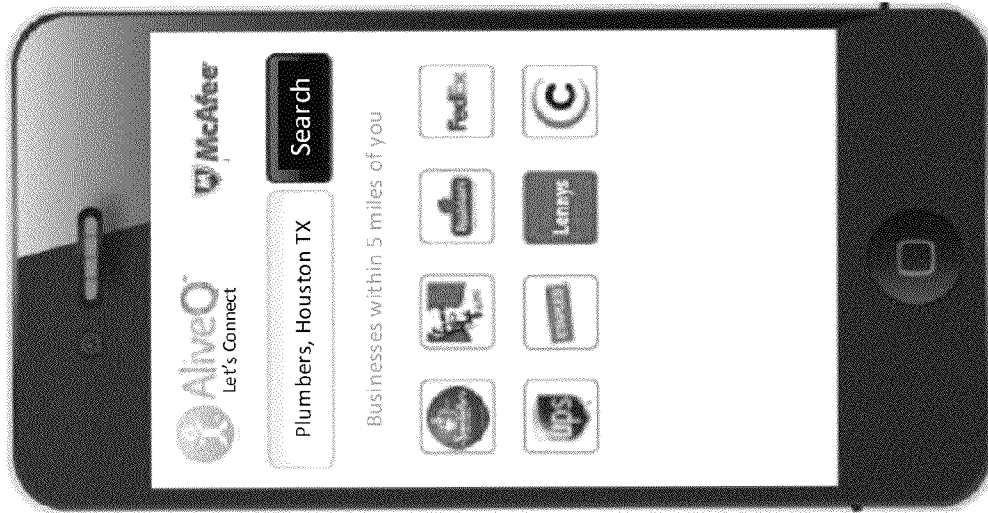 AliveQ
McAfee
Let's Connect
Plumbers, Houston TX
Search
Businesses within 5 miles of you
FedEx
ups
Lennys
C